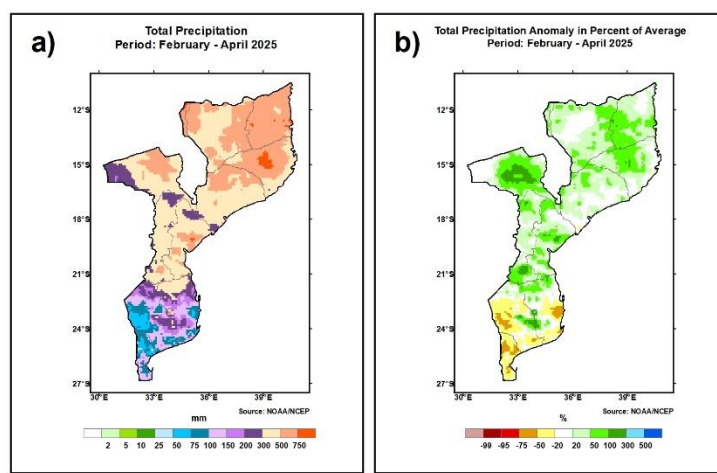 a)
Total Precipitation
Period: February - April 2025
12°S
15°S
18°S
21°S
24°S
27°S
30°E
33°E
36°E
39°E
Source: NOAA/NCEP
mm
2 5 10 25 50 75 100 150 200 300 500 750
b)
Total Precipitation Anomaly in Percent of Average
Period: February - April 2025
12°S
15°S
18°S
21°S
24°S
27°S
30°E
33°E
36°E
39°E
Source: NOAA/NCEP
%
-99 -95 -75 -50 -20 20 50 100 300 500